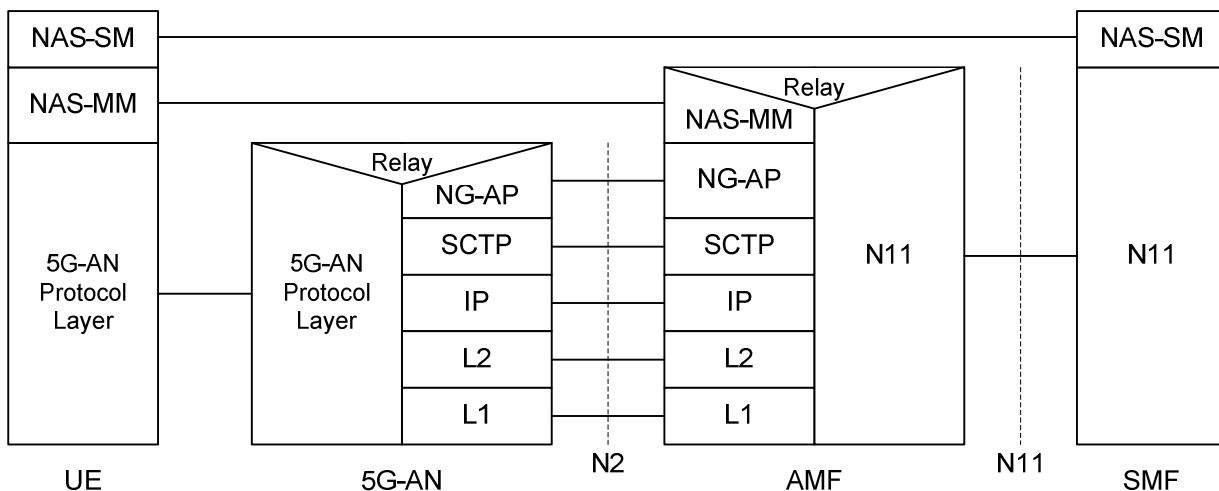 NAS-SM
NAS-SM
NAS-MM
Relay
NAS-MM
Relay
NG-AP
NG-AP
SCTP
SCTP
N11
N11
5G-AN
Protocol
Layer
5G-AN
Protocol
Layer
IP
IP
L2
L2
L1
L1
N2
N11
UE
5G-AN
AMF
SMF